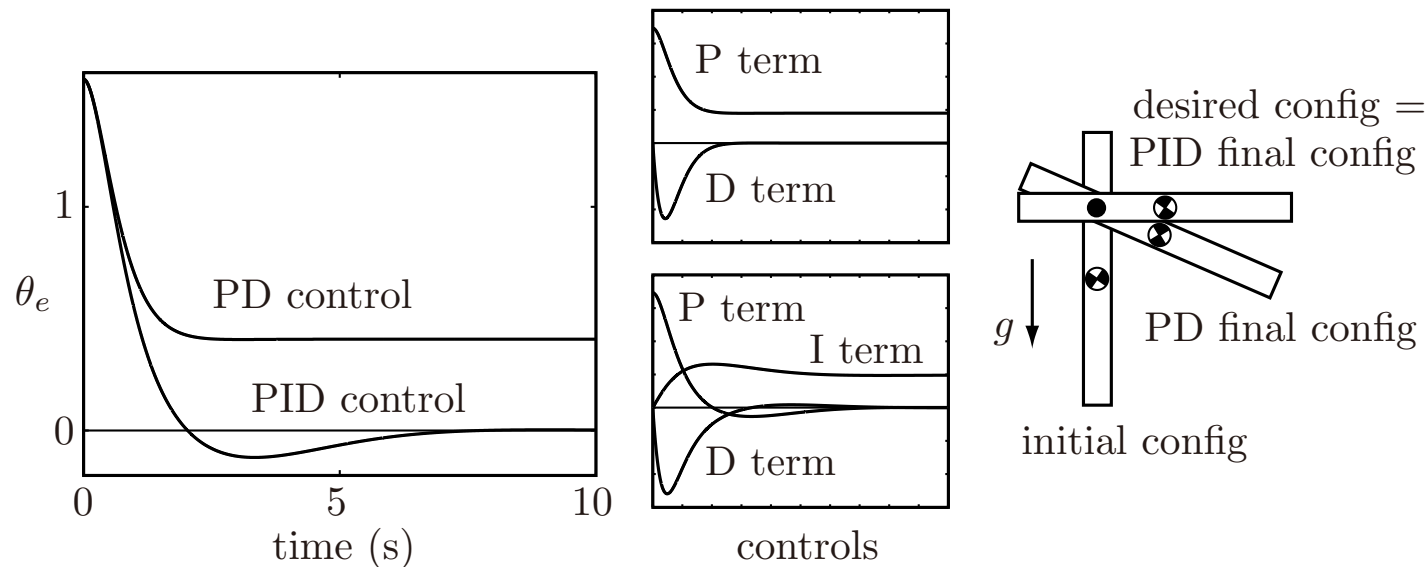 1
0
θₑ
PD control
PID control
0
5
10
time (s)
P term
D term
P term
I term
D term
controls
desired config =
PID final config
g
PD final config
initial config